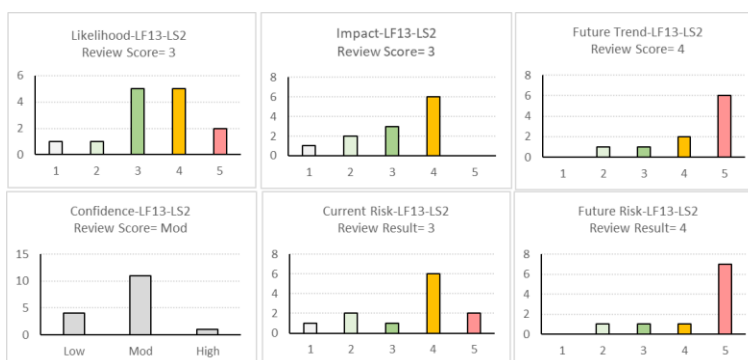 Likelihood-LF13-LS2
Review Score= 3
6
4
2
0
1 2 3 4 5
Impact-LF13-LS2
Review Score= 3
8
6
4
2
0
1 2 3 4 5
Future Trend-LF13-LS2
Review Score= 4
8
6
4
2
0
1 2 3 4 5
Confidence-LF13-LS2
Review Score= Mod
15
10
5
0
Low Mod High
Current Risk-LF13-LS2
Review Result= 3
8
6
4
2
0
1 2 3 4 5
Future Risk-LF13-LS2
Review Result= 4
8
6
4
2
0
1 2 3 4 5